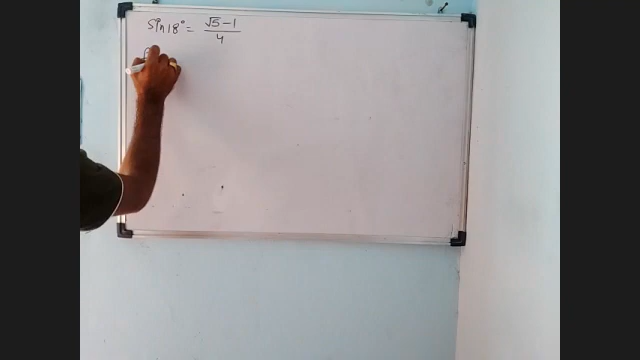 sin 18° = (√5 - 1)/4